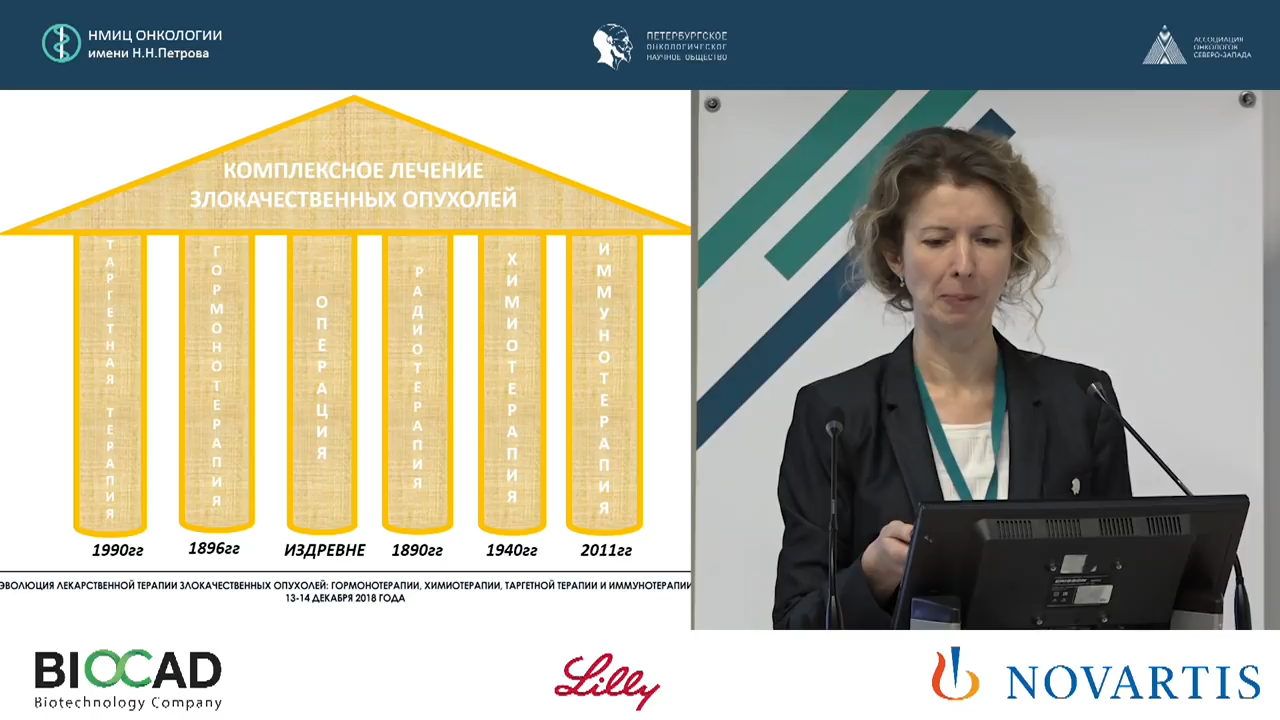 НМИЦ ОНКОЛОГИИ
имени Н.Н.Петрова
ПЕТЕРБУРГСКОЕ
ОНКОЛОГИЧЕСКОЕ
НАУЧНОЕ ОБЩЕСТВО
АССОЦИАЦИЯ
ОНКОЛОГОВ
СЕВЕРО-ЗАПАДА
КОМПЛЕКСНОЕ ЛЕЧЕНИЕ
ЗЛОКАЧЕСТВЕННЫХ ОПУХОЛЕЙ
ТАРГЕТНАЯ ТЕРАПИЯ
ГОРМОНОТЕРАПИЯ
ОПЕРАЦИЯ
РАДИОТЕРАПИЯ
ХИМИОТЕРАПИЯ
ИММУНОТЕРАПИЯ
1990гг
1896гг
ИЗДРЕВНЕ
1890гг
1940гг
2011гг
ЭВОЛЮЦИЯ ЛЕКАРСТВЕННОЙ ТЕРАПИИ ЗЛОКАЧЕСТВЕННЫХ ОПУХОЛЕЙ: ГОРМОНОТЕРАПИИ, ХИМИОТЕРАПИИ, ТАРГЕТНОЙ ТЕРАПИИ И ИММУНОТЕРАПИИ
13-14 ДЕКАБРЯ 2018 ГОДА
BIOCAD
Biotechnology Company
Lilly
NOVARTIS